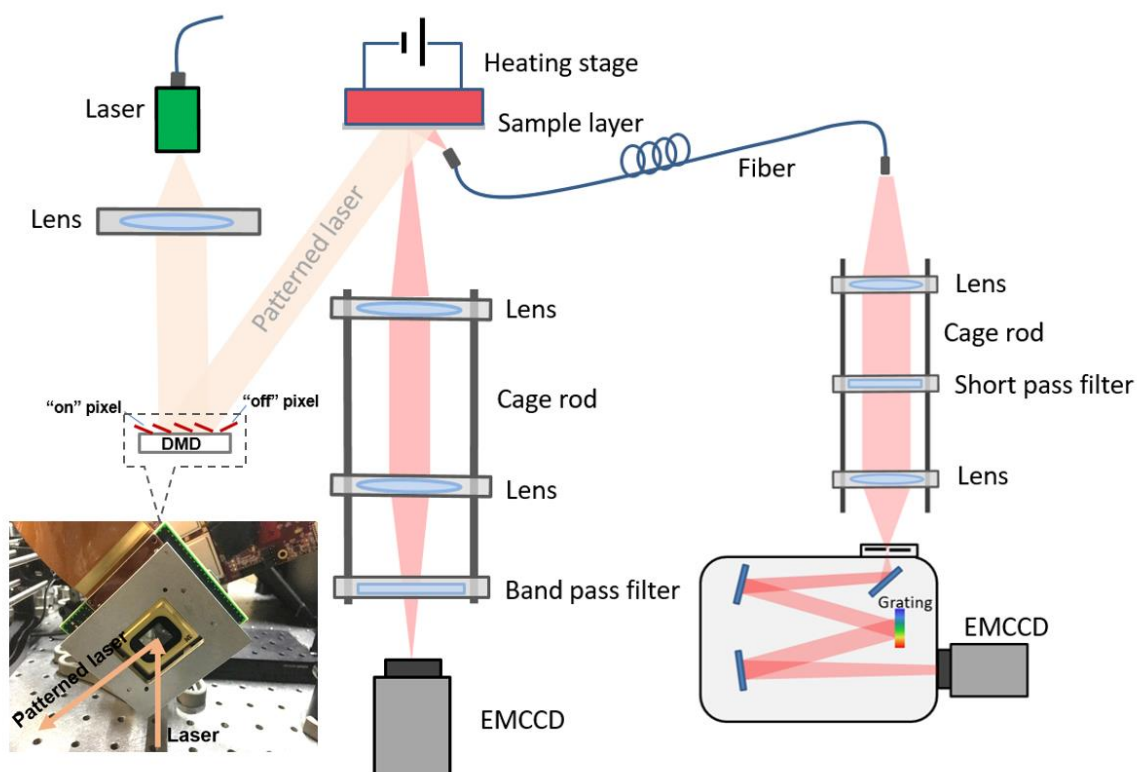 Laser
Heating stage
Sample layer
Fiber
Lens
Patterned laser
Lens
Cage rod
Lens
Band pass filter
EMCCD
Lens
Cage rod
Short pass filter
Lens
Grating
EMCCD
“on” pixel
“off” pixel
DMD
Patterned laser
Laser